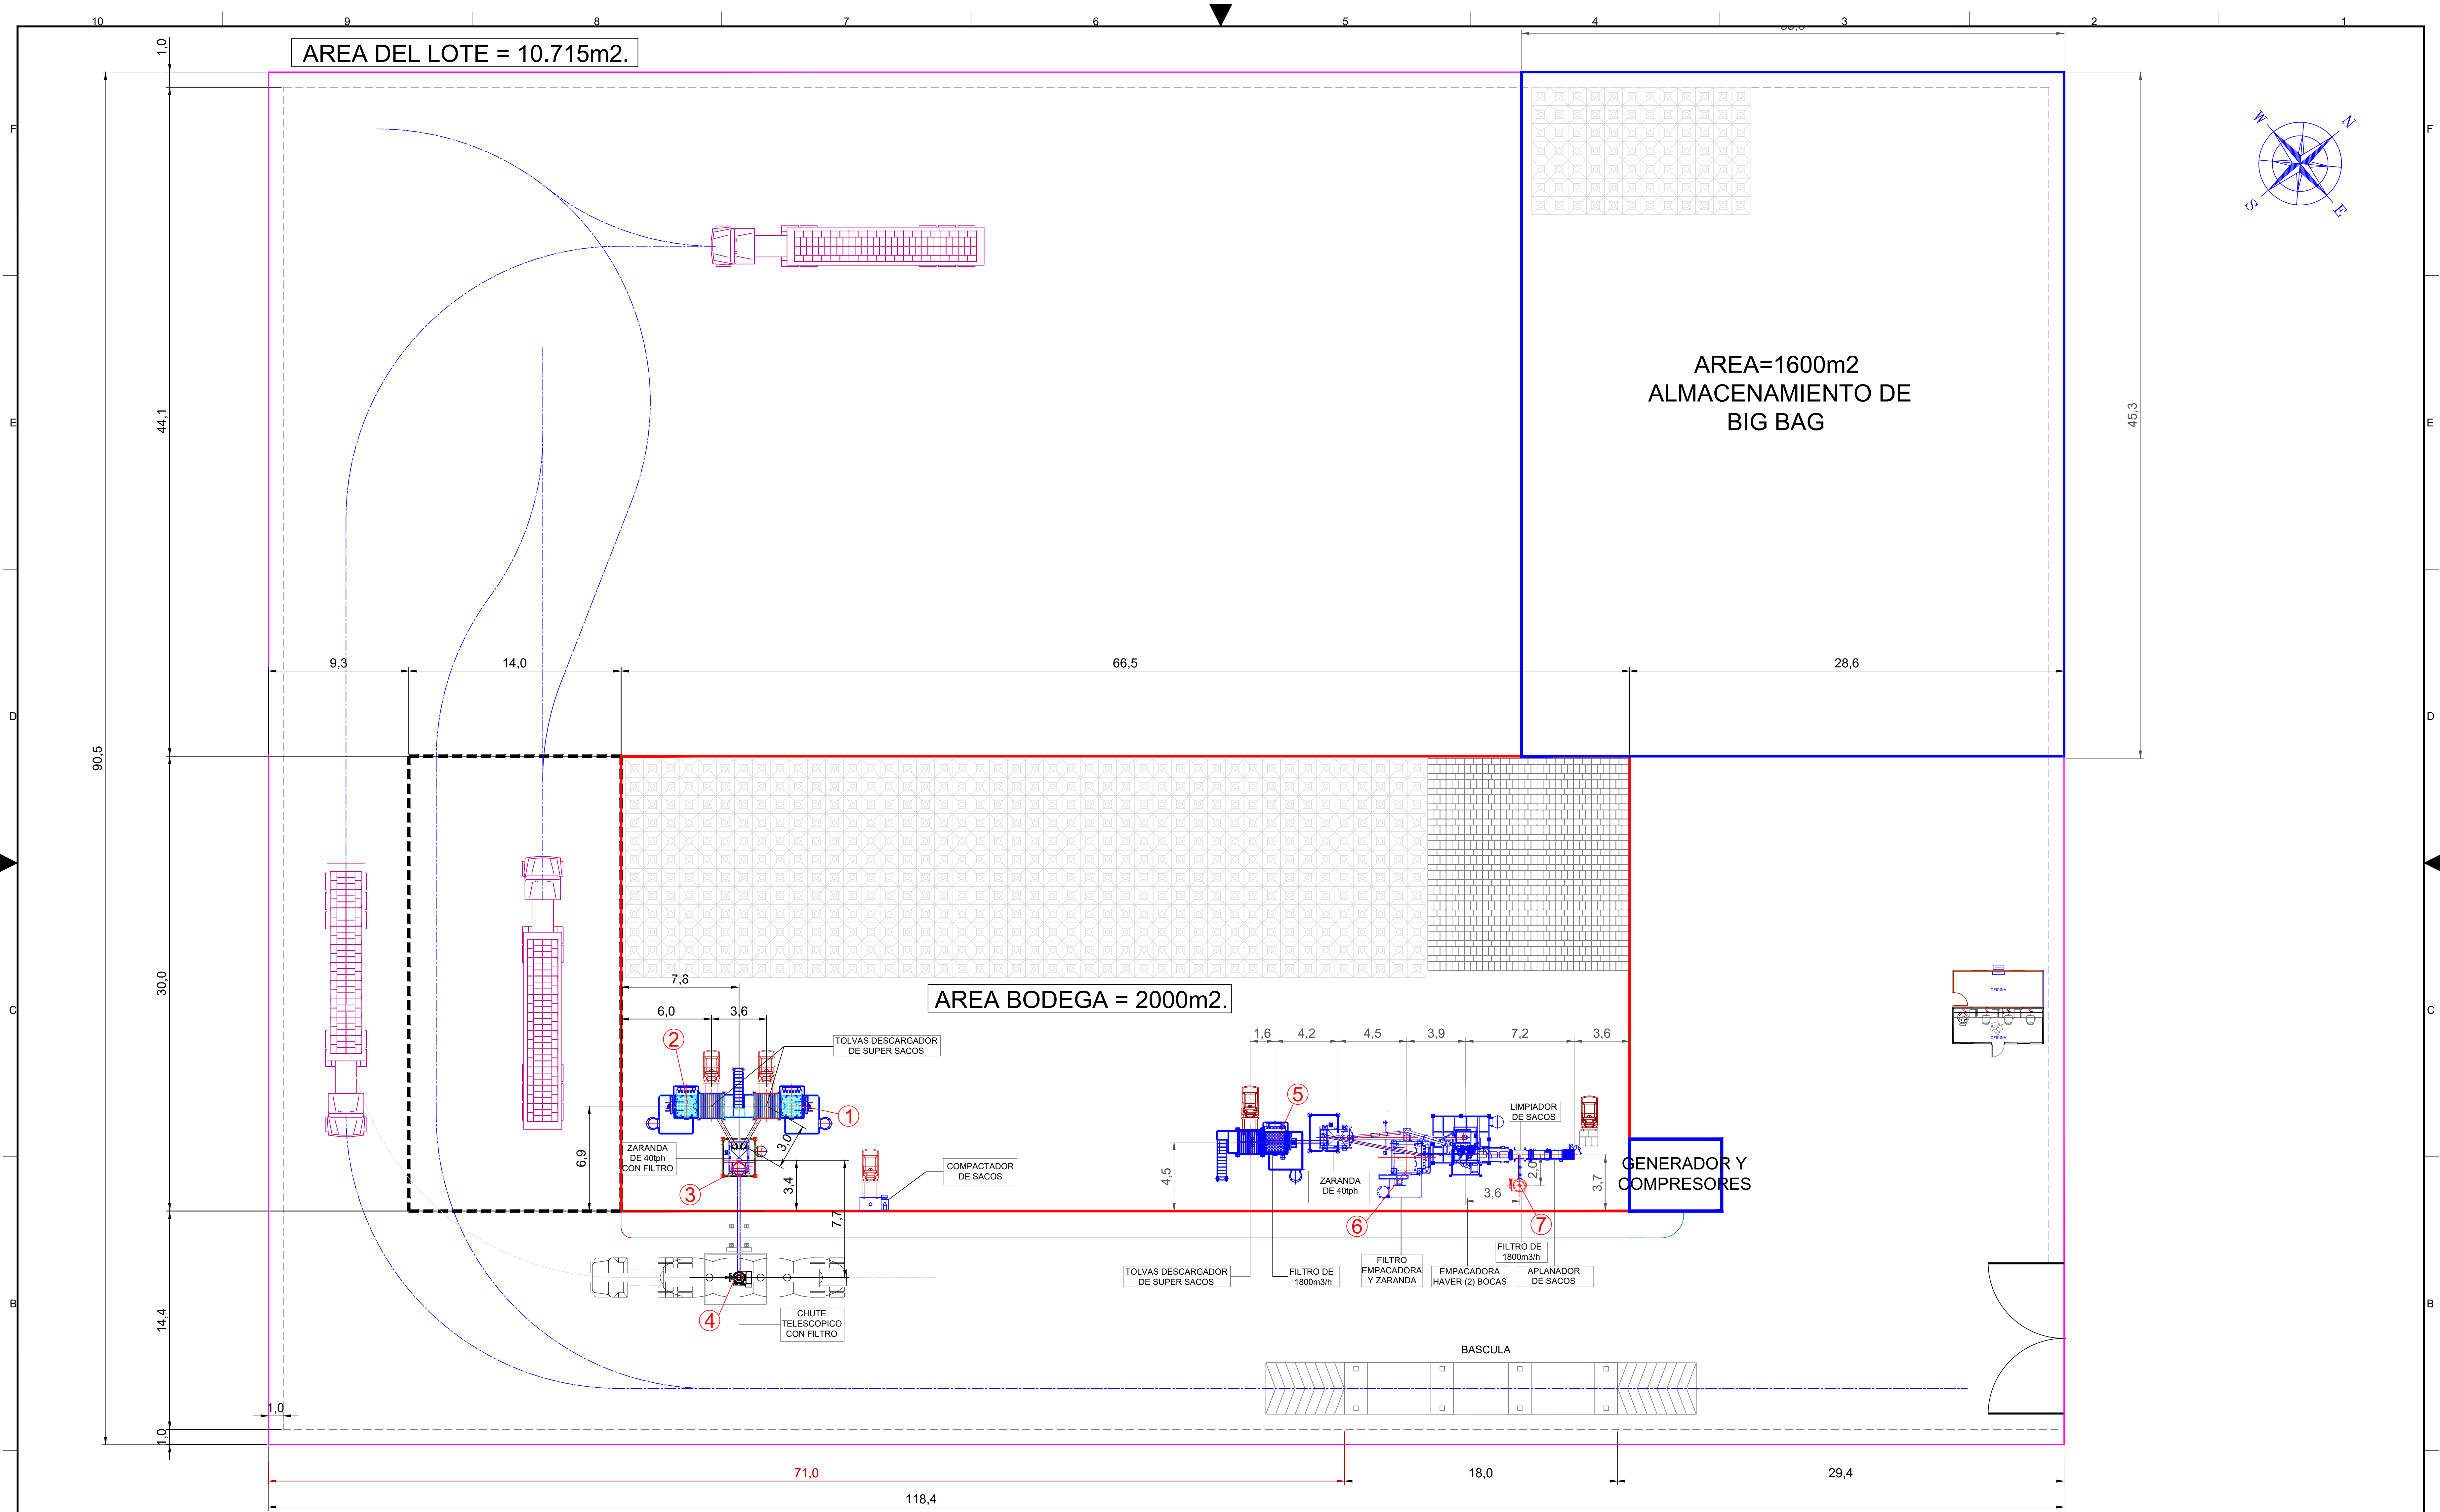 10
9
8
7
6
5
4
3
2
1
AREA DEL LOTE = 10.715m2.
1,0
F
F
W
N
S
E
AREA=1600m2
ALMACENAMIENTO DE
BIG BAG
45,3
44,1
E
E
90,5
9,3
14,0
66,5
28,6
D
D
30,0
C
C
7,8
AREA BODEGA = 2000m2.
6,0
3,6
2
TOLVAS DESCARGADOR
DE SUPER SACOS
1
1,6
4,2
4,5
3,9
7,2
3,6
OFICINA
OFICINA
5
LIMPIADOR
DE SACOS
6,9
ZARANDA
DE 40tph
CON FILTRO
3,0
3
3,4
7,7
COMPACTADOR
DE SACOS
4,5
ZARANDA
DE 40tph
2,0
3,6
3,7
GENERADOR Y
COMPRESORES
6
7
TOLVAS DESCARGADOR
DE SUPER SACOS
FILTRO DE
1800m3/h
FILTRO
EMPACADORA
Y ZARANDA
EMPACADORA
HAVER (2) BOCAS
FILTRO DE
1800m3/h
APLANADOR
DE SACOS
B
B
14,4
4
CHUTE
TELESCOPICO
CON FILTRO
BASCULA
1,0
1,0
71,0
18,0
29,4
118,4